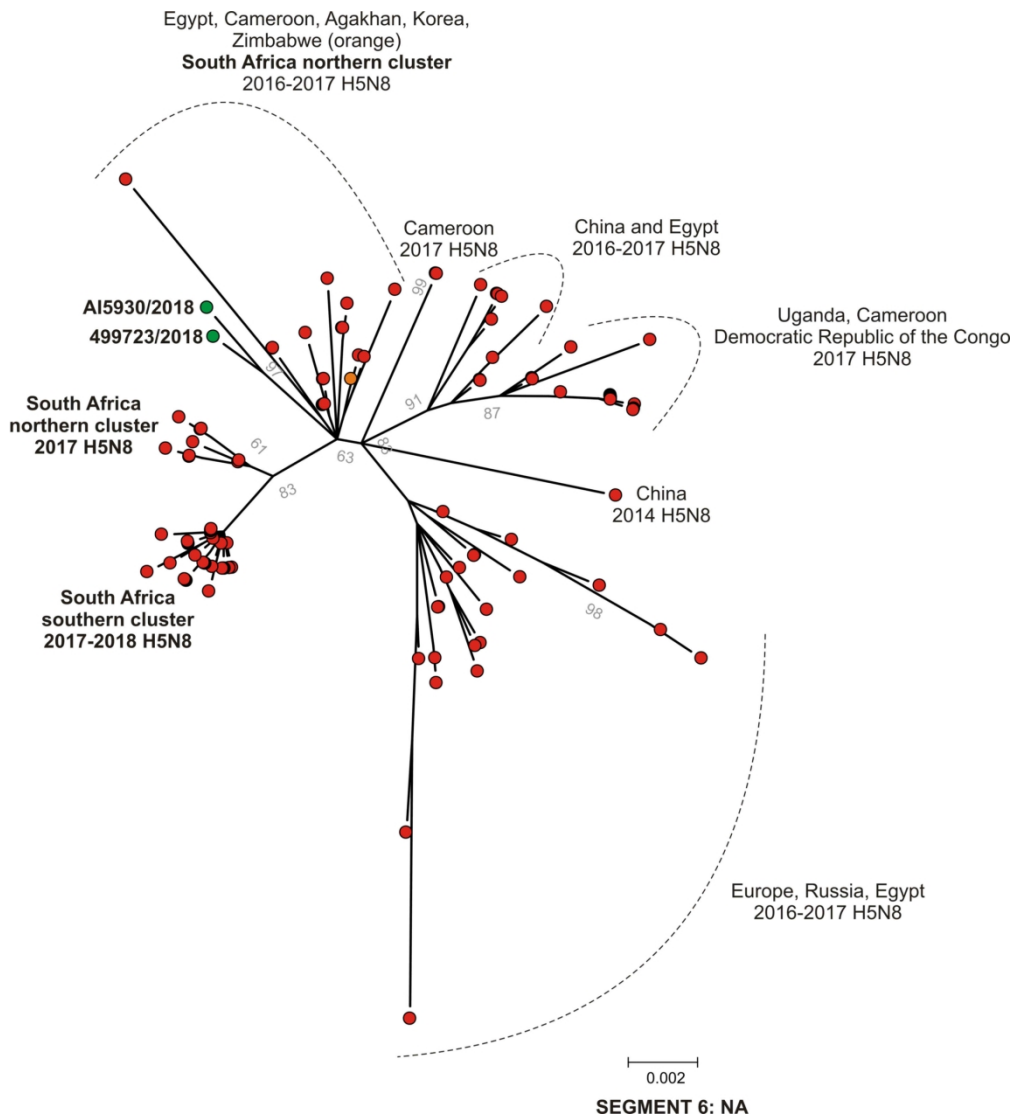 Egypt, Cameroon, Agakhan, Korea,
Zimbabwe (orange)
South Africa northern cluster
2016-2017 H5N8
Cameroon
2017 H5N8
China and Egypt
2016-2017 H5N8
99
AI5930/2018
499723/2018
Uganda, Cameroon
Democratic Republic of the Congo
2017 H5N8
97
91
87
South Africa
northern cluster
2017 H5N8
61
63
83
China
2014 H5N8
South Africa
southern cluster
2017-2018 H5N8
98
Europe, Russia, Egypt
2016-2017 H5N8
0.002
SEGMENT 6: NA